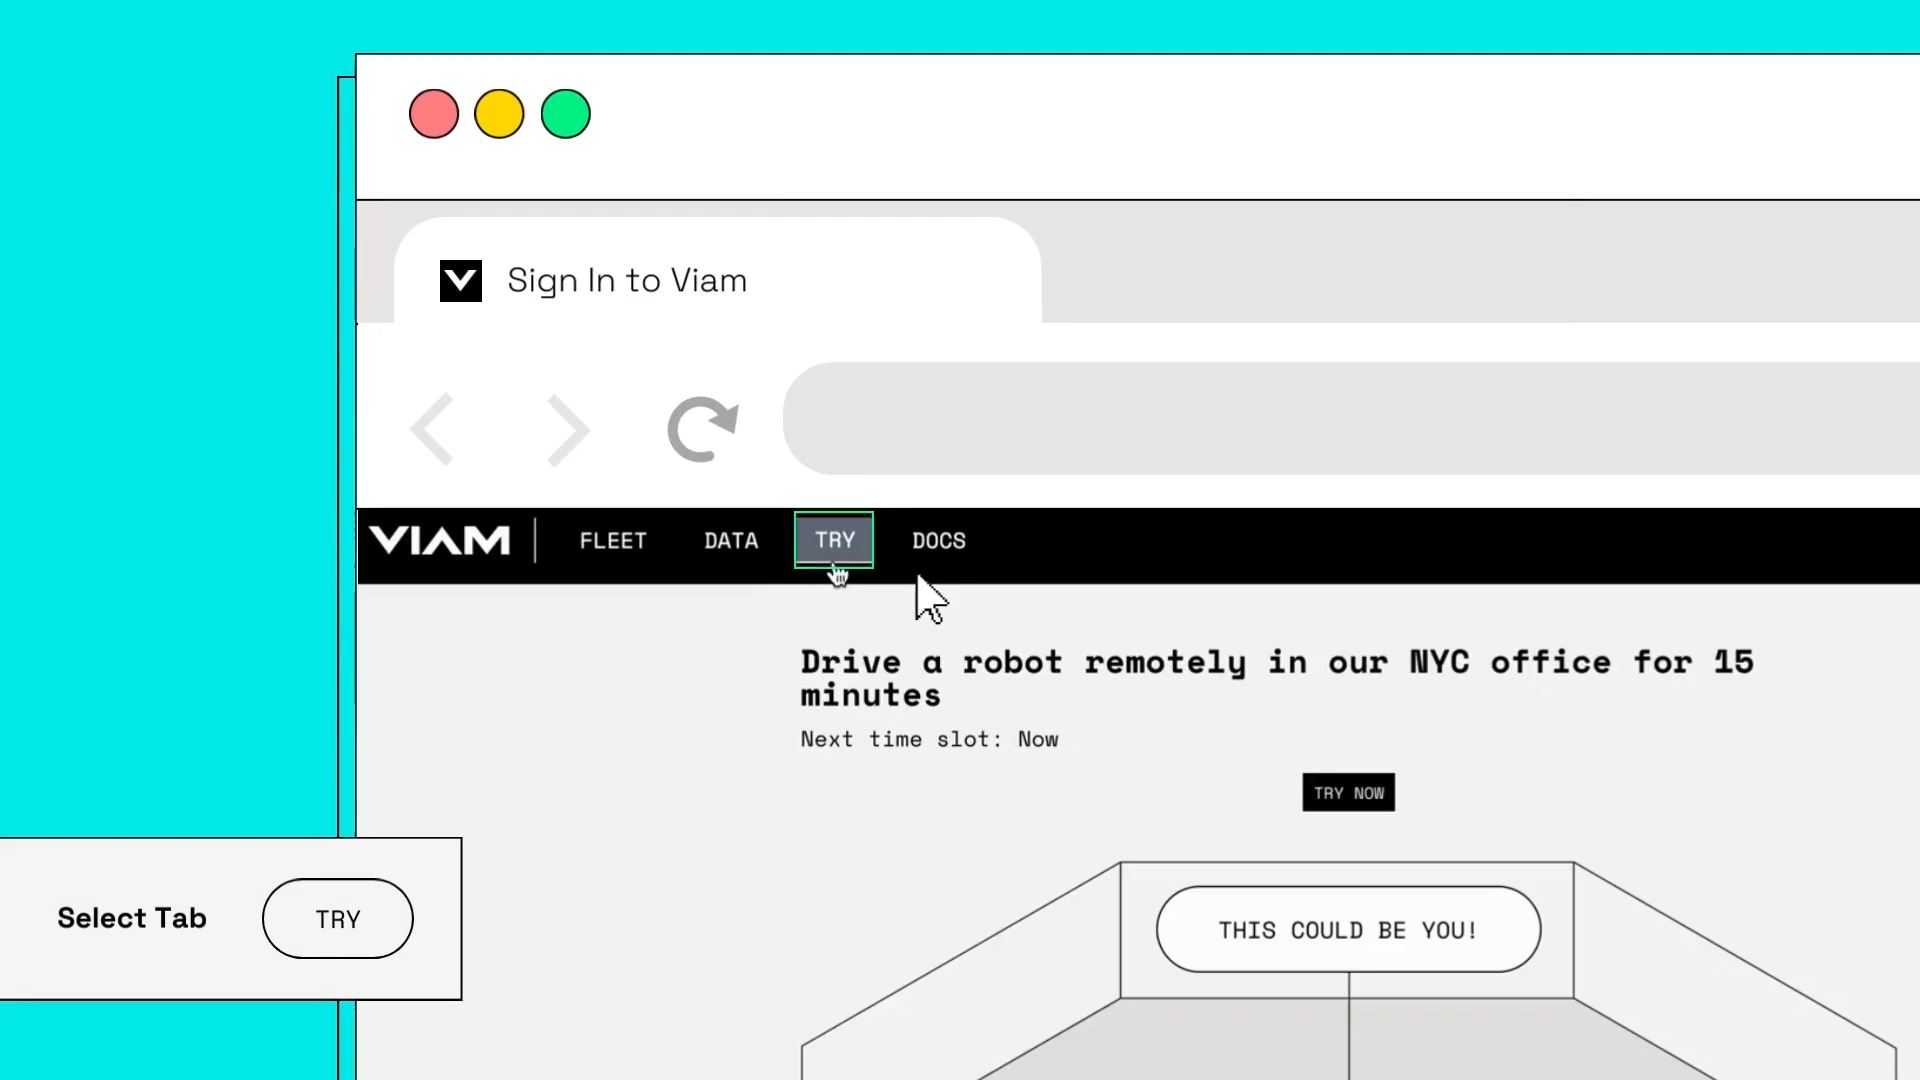 Sign In to Viam
VIAM FLEET DATA TRY DOCS
Drive a robot remotely in our NYC office for 15
minutes
Next time slot: Now
TRY NOW
Select Tab TRY
THIS COULD BE YOU!